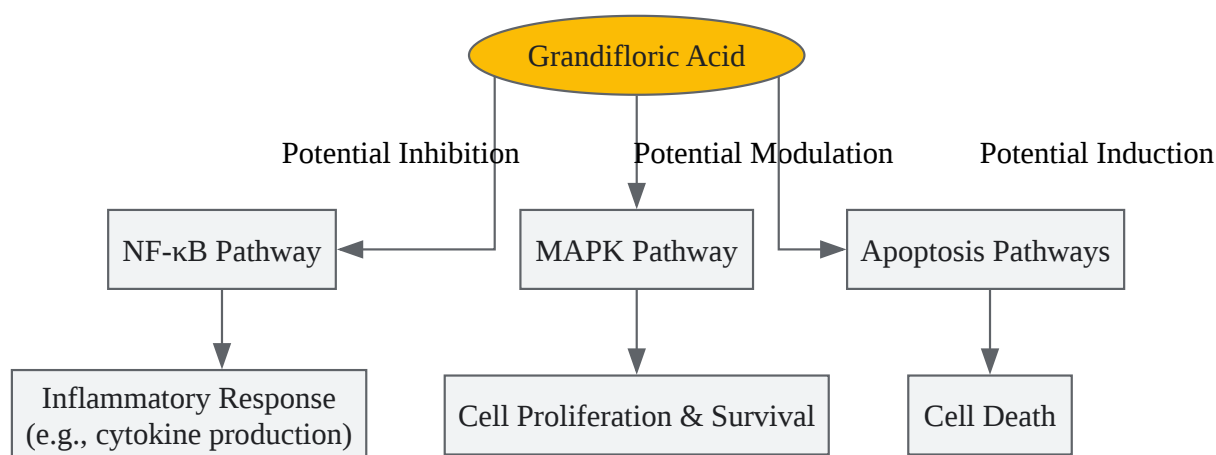 Grandifloric Acid
Potential Inhibition
Potential Modulation
Potential Induction
NF-κB Pathway
MAPK Pathway
Apoptosis Pathways
Inflammatory Response
(e.g., cytokine production)
Cell Proliferation & Survival
Cell Death